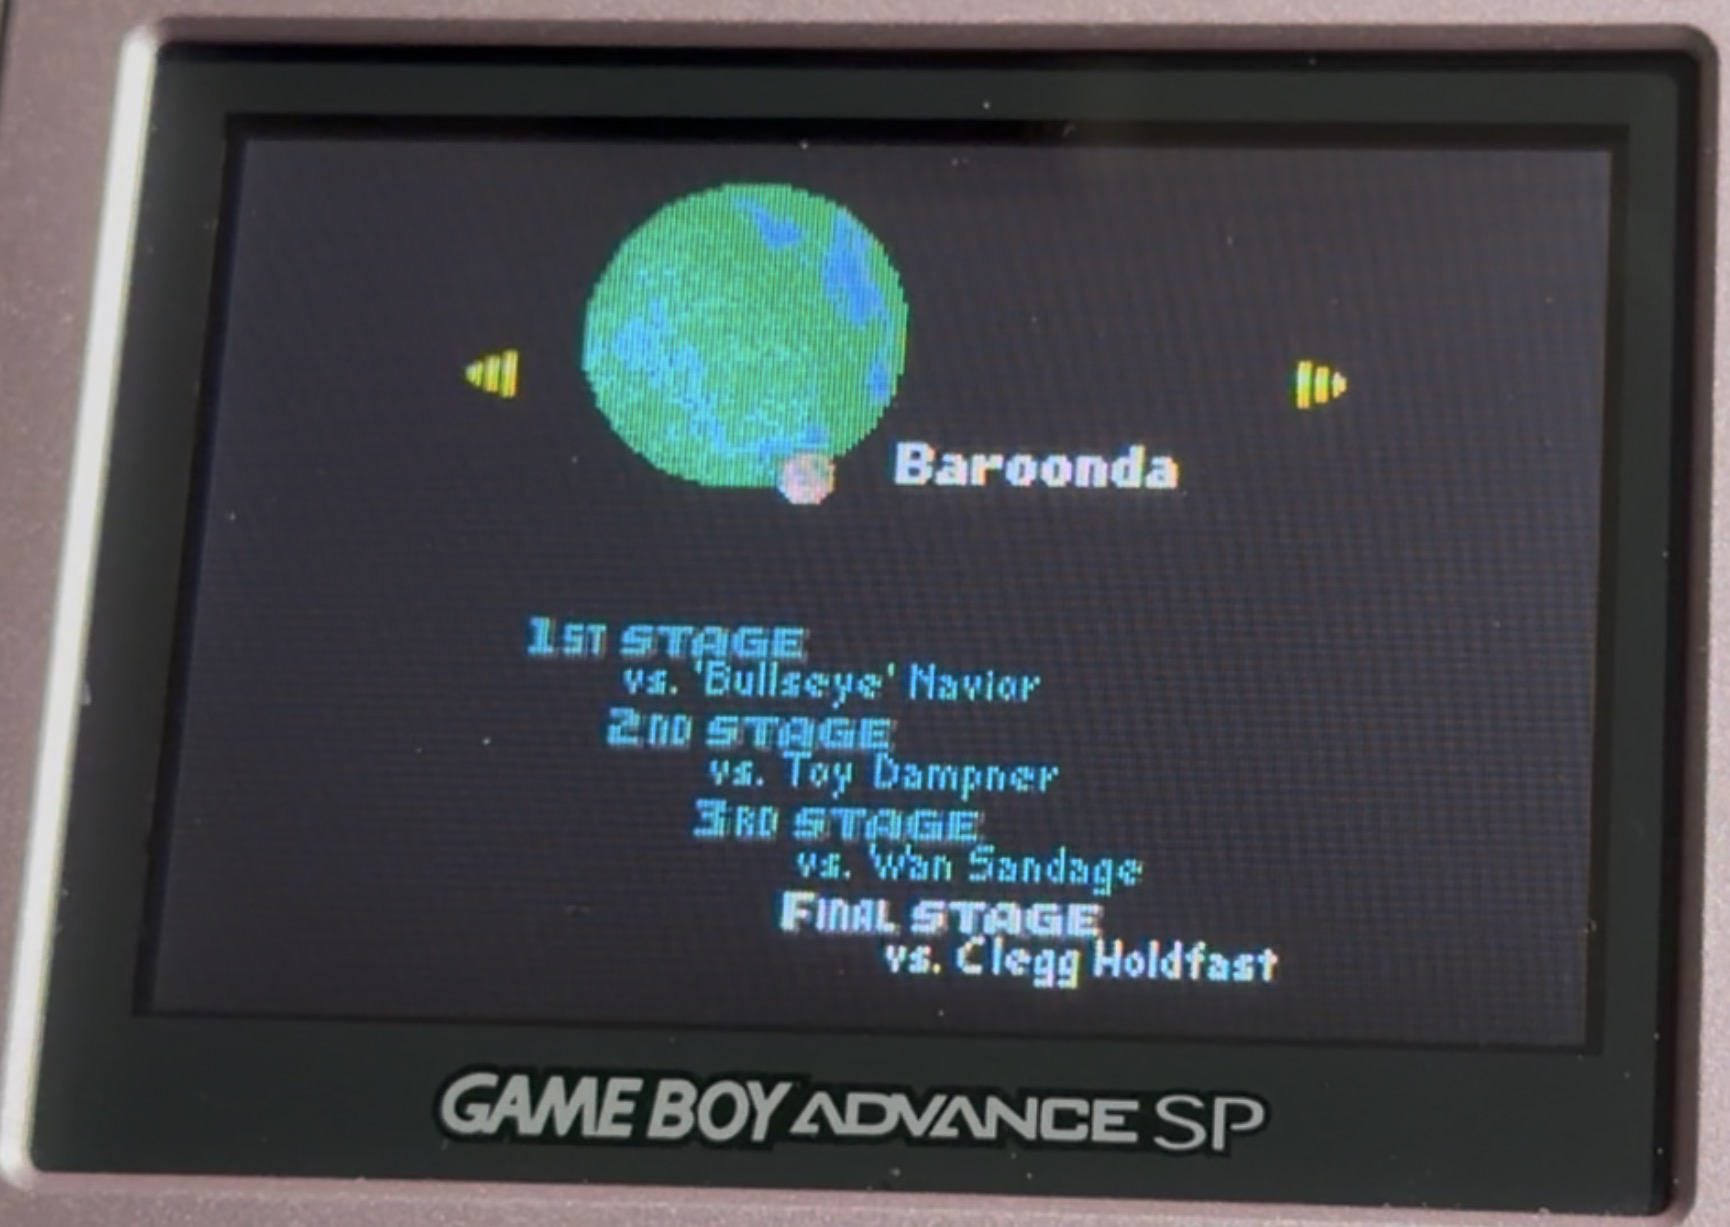 Baroonda
1ST STAGE
vs. 'Bullseye' Navior
2ND STAGE
vs. Toy Dampner
3RD STAGE
vs. Wan Sandage
FINAL STAGE
vs. Clegg Holdfast
GAME BOY ADVANCE SP